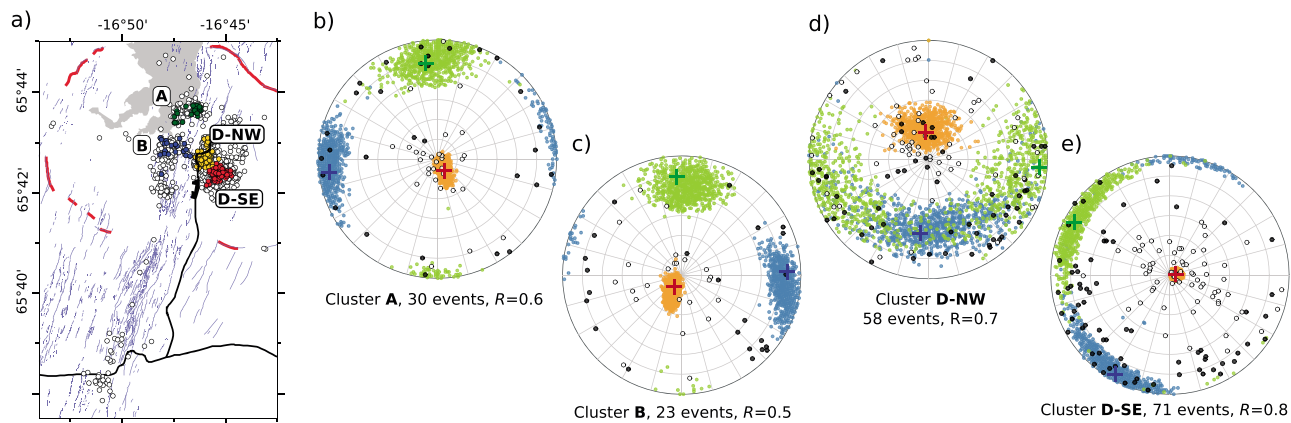 a)
-16°50'
-16°45'
65°44'
65°42'
65°40'
A
B
D-NW
D-SE
b)
Cluster A, 30 events, R=0.6
c)
Cluster B, 23 events, R=0.5
d)
Cluster D-NW
58 events, R=0.7
e)
Cluster D-SE, 71 events, R=0.8